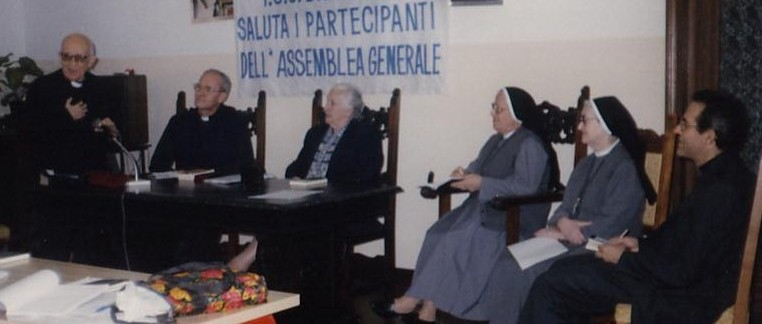 SALUTA I PARTECIPANTI
DELL'ASSEMBLEA GENERALE